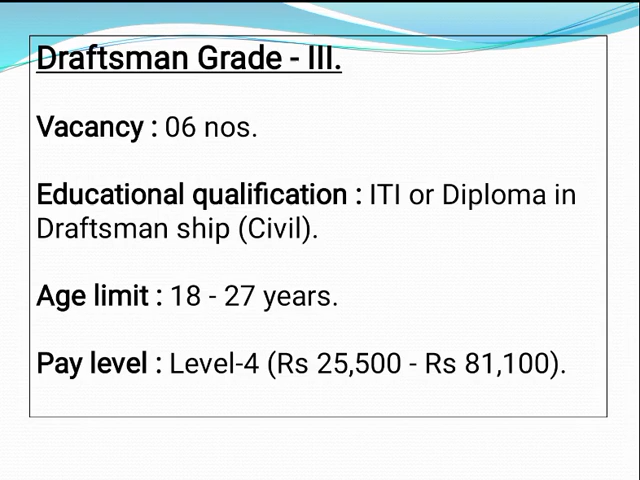 Draftsman Grade - III.
Vacancy : 06 nos.
Educational qualification : ITI or Diploma in
Draftsman ship (Civil).
Age limit : 18 - 27 years.
Pay level : Level-4 (Rs 25,500 - Rs 81,100).